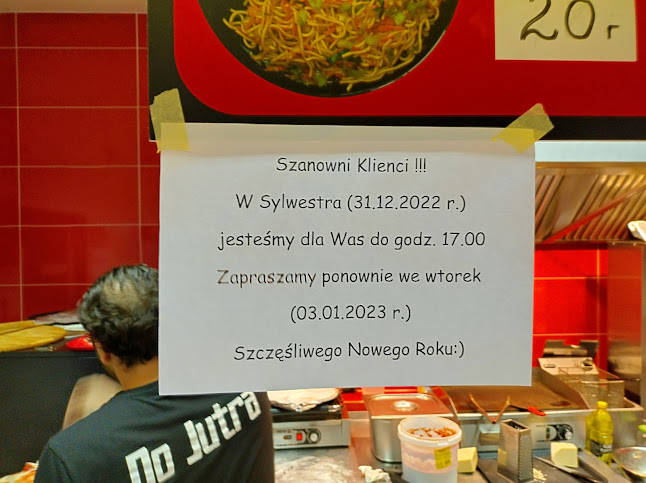 20 r
Szanowni Klienci !!!
W Sylwestra (31.12.2022 r.)
jesteśmy dla Was do godz. 17.00
Zapraszamy ponownie we wtorek
(03.01.2023 r.)
Szczęśliwego Nowego Roku:)
Do Jutra